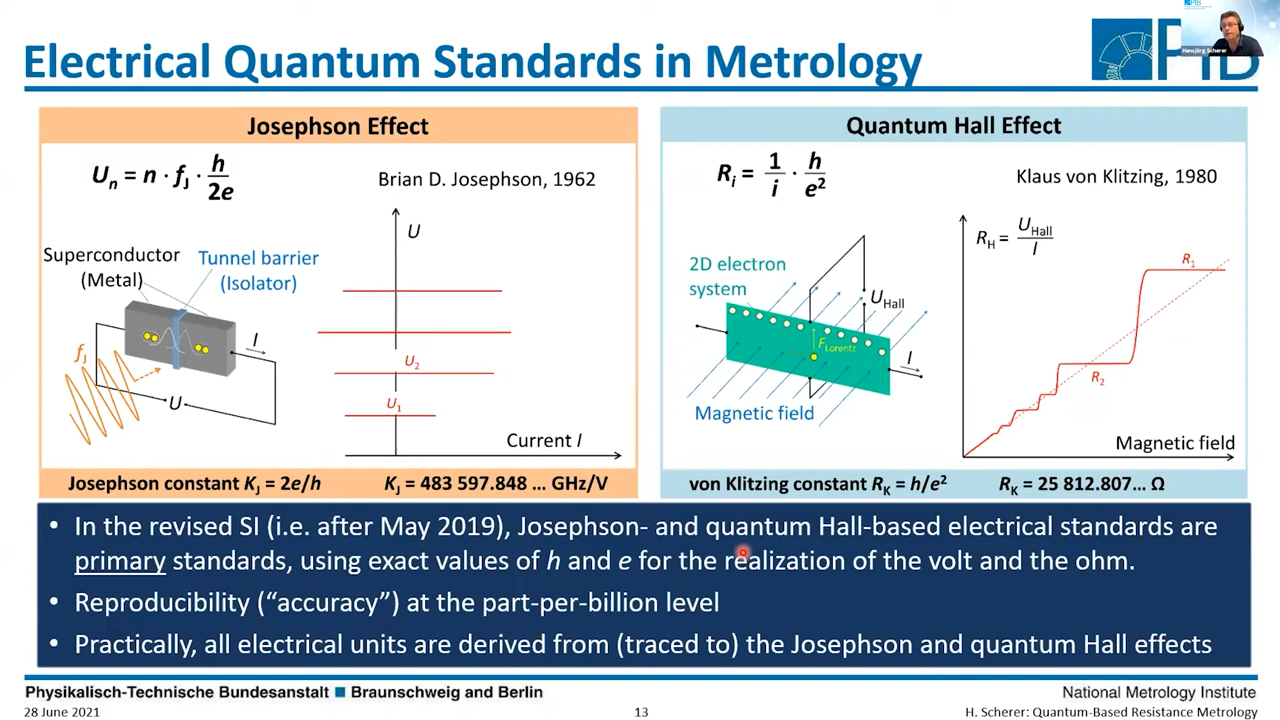 Electrical Quantum Standards in Metrology
PTB
Hansjörg Scherer
PTB
Josephson Effect
Uₙ = n · f_J · h/2e
Brian D. Josephson, 1962
Superconductor
(Metal)
Tunnel barrier
(Isolator)
f_J
I
U
U
U₂
U₁
Current I
Josephson constant K_J = 2e/h
K_J = 483 597.848 ... GHz/V
Quantum Hall Effect
Rᵢ = 1/i · h/e²
Klaus von Klitzing, 1980
2D electron
system
U_Hall
F_Lorentz
I
Magnetic field
R_H = U_Hall/I
R₁
R₂
Magnetic field
von Klitzing constant R_K = h/e²
R_K = 25 812.807... Ω
• In the revised SI (i.e. after May 2019), Josephson- and quantum Hall-based electrical standards are
primary standards, using exact values of h and e for the realization of the volt and the ohm.
• Reproducibility (“accuracy”) at the part-per-billion level
• Practically, all electrical units are derived from (traced to) the Josephson and quantum Hall effects
Physikalisch-Technische Bundesanstalt ■ Braunschweig and Berlin
National Metrology Institute
28 June 2021
13
H. Scherer: Quantum-Based Resistance Metrology